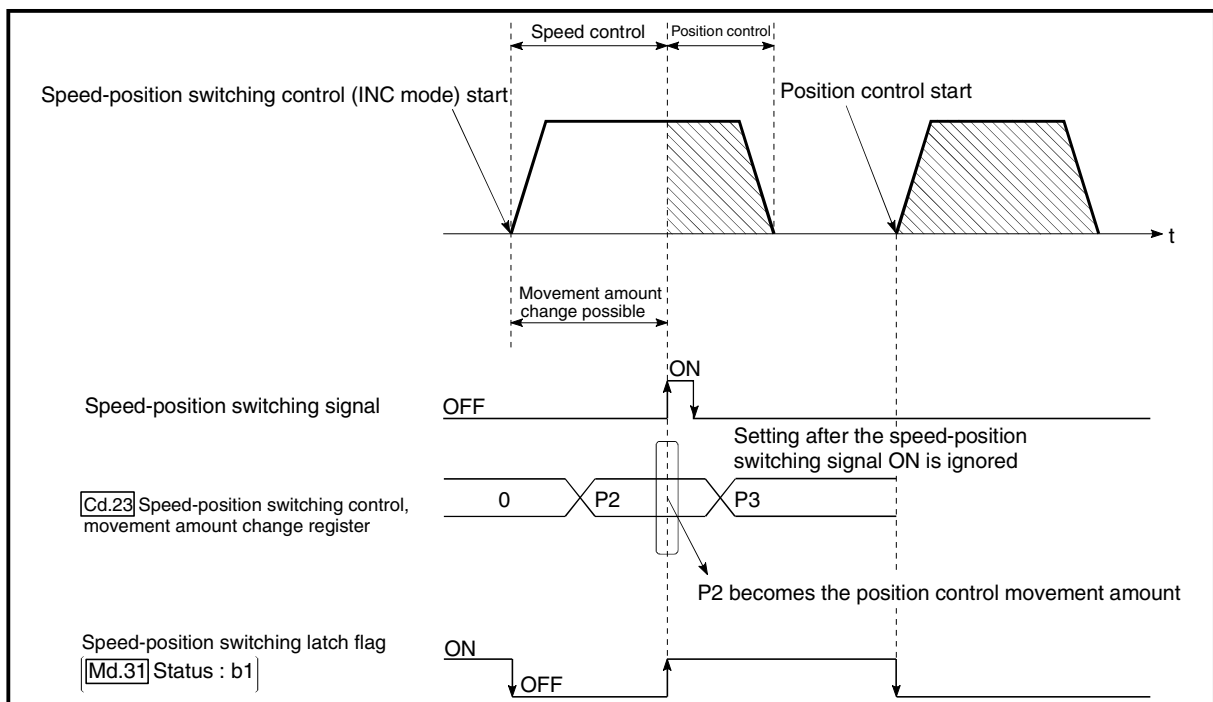 Speed control
Position control
Speed-position switching control (INC mode) start
Position control start
t
Movement amount
change possible
ON
Speed-position switching signal
OFF
Setting after the speed-position
switching signal ON is ignored
Cd.23 Speed-position switching control,
movement amount change register
0
P2
P3
P2 becomes the position control movement amount
Speed-position switching latch flag
Md.31 Status : b1
ON
OFF